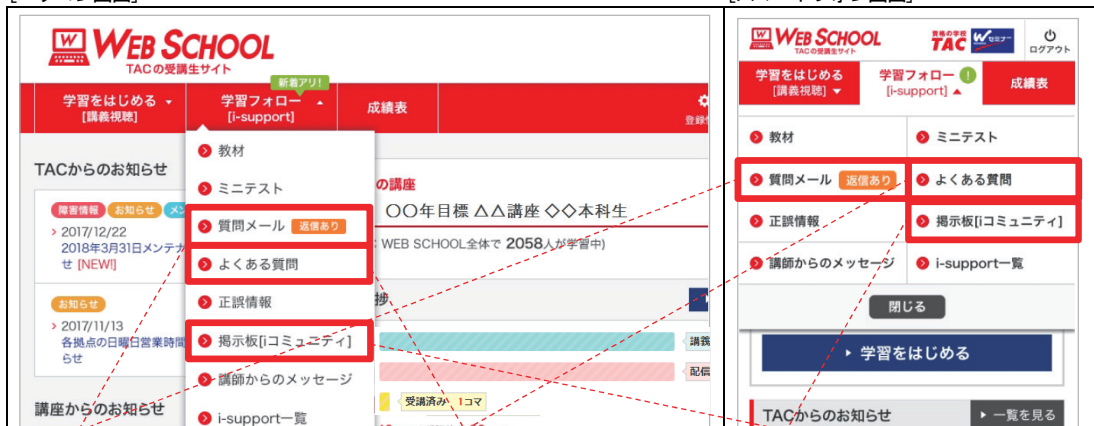 WEB SCHOOL
TACの受講生サイト
新着アリ!
学習をはじめる ▼
[講義視聴]
学習フォロー ▲
[i-support]
成績表
教材
ミニテスト
質問メール 返信あり
よくある質問
正誤情報
掲示板[iコミュニティ]
講師からのメッセージ
i-support一覧
TACからのお知らせ
障害情報 お知らせ
2017/12/22
2018年3月31日メンテナ
せ [NEW!]
お知らせ
2017/11/13
各拠点の日曜日営業時間
らせ
講座からのお知らせ
の講座
〇〇年目標 △△講座 ◇◇本科生
WEB SCHOOL全体で 2058人が学習中)
捗
講義
配信
受講済み 1コマ
WEB SCHOOL
TACの受講生サイト
資格の学校
TAC
Wセミナー
ログアウト
学習をはじめる
[講義視聴] ▼
学習フォロー !
[i-support] ▲
成績表
教材
ミニテスト
質問メール 返信あり
よくある質問
正誤情報
掲示板[iコミュニティ]
講師からのメッセージ
i-support一覧
閉じる
学習をはじめる
TACからのお知らせ
一覧を見る